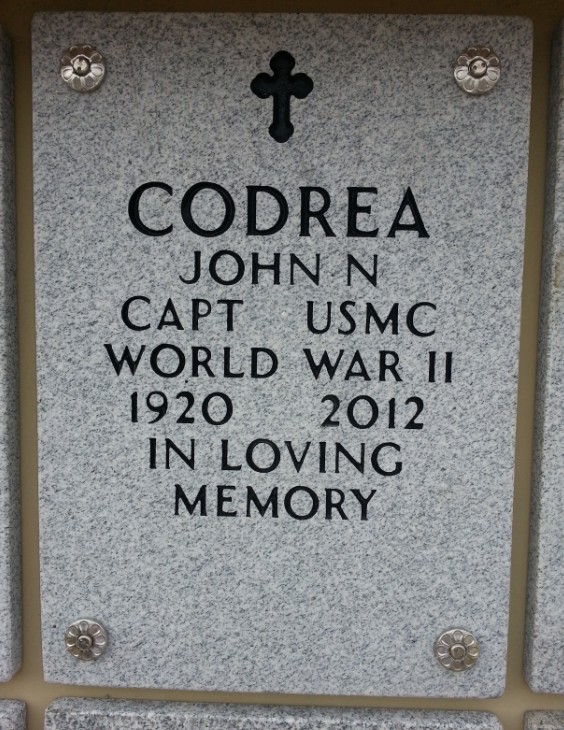 CODREA
JOHN N
CAPT USMC
WORLD WAR II
1920 2012
IN LOVING
MEMORY